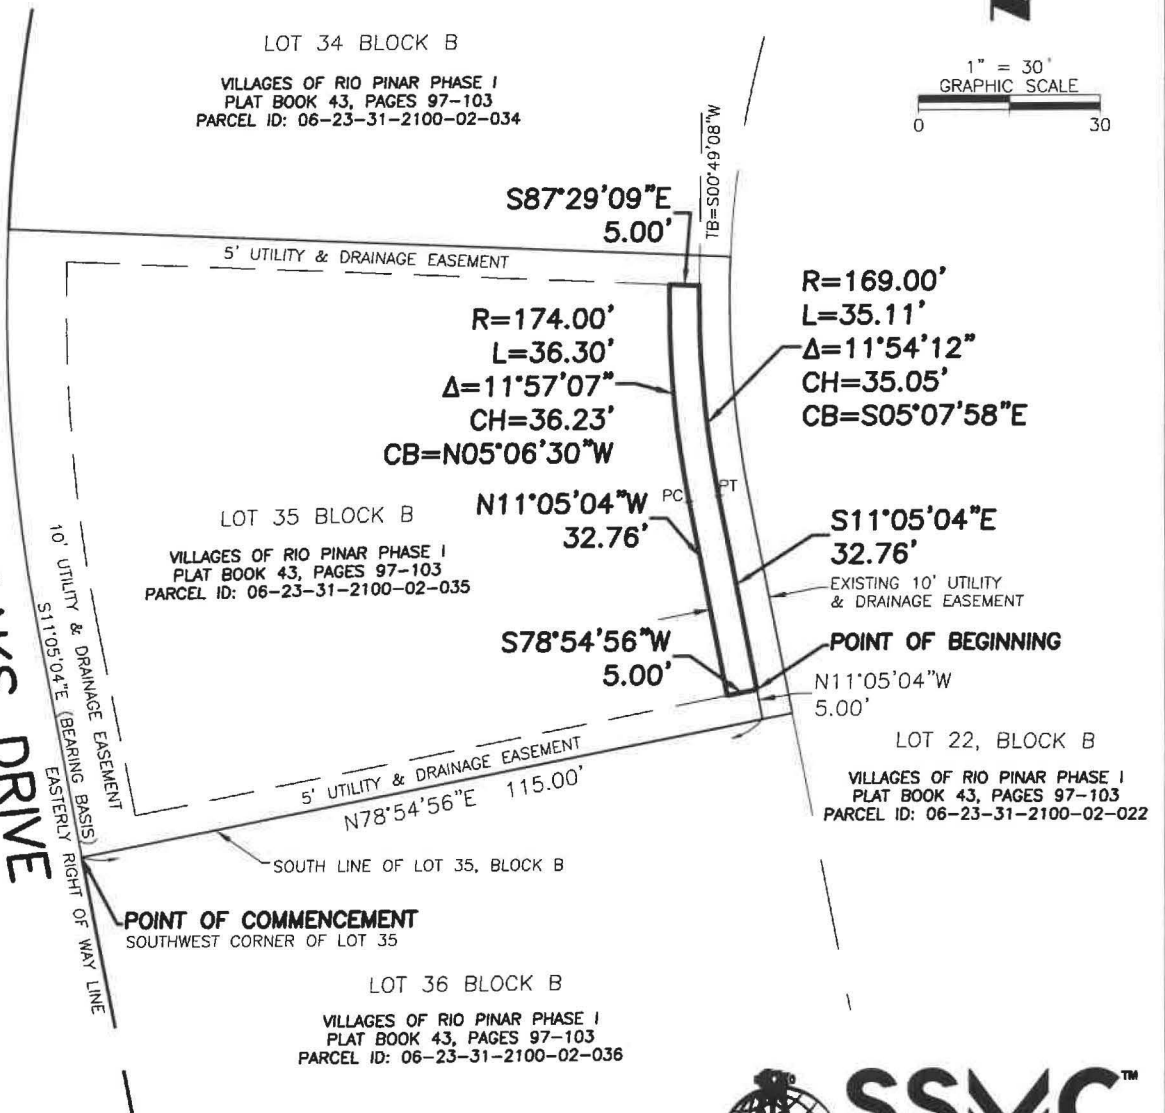 LOT 34 BLOCK B
VILLAGES OF RIO PINAR PHASE I
PLAT BOOK 43, PAGES 97-103
PARCEL ID: 06-23-31-2100-02-034
1" = 30'
GRAPHIC SCALE
0 30
TB=S00°49'08"W
S87°29'09"E
5.00'
5' UTILITY & DRAINAGE EASEMENT
R=174.00'
L=36.30'
Δ=11°57'07"
CH=36.23'
CB=N05°06'30"W
R=169.00'
L=35.11'
Δ=11°54'12"
CH=35.05'
CB=S05°07'58"E
N11°05'04"W
32.76'
PC
PT
S11°05'04"E
32.76'
LOT 35 BLOCK B
VILLAGES OF RIO PINAR PHASE I
PLAT BOOK 43, PAGES 97-103
PARCEL ID: 06-23-31-2100-02-035
EXISTING 10' UTILITY
& DRAINAGE EASEMENT
S78°54'56"W
5.00'
POINT OF BEGINNING
N11°05'04"W
5.00'
10' UTILITY & DRAINAGE EASEMENT
S11°05'04"E (BEARING BASIS)
EASTERLY RIGHT OF WAY LINE
DRIVE
5' UTILITY & DRAINAGE EASEMENT
N78°54'56"E 115.00'
LOT 22, BLOCK B
VILLAGES OF RIO PINAR PHASE I
PLAT BOOK 43, PAGES 97-103
PARCEL ID: 06-23-31-2100-02-022
SOUTH LINE OF LOT 35, BLOCK B
POINT OF COMMENCEMENT
SOUTHWEST CORNER OF LOT 35
LOT 36 BLOCK B
VILLAGES OF RIO PINAR PHASE I
PLAT BOOK 43, PAGES 97-103
PARCEL ID: 06-23-31-2100-02-036
SSMC™